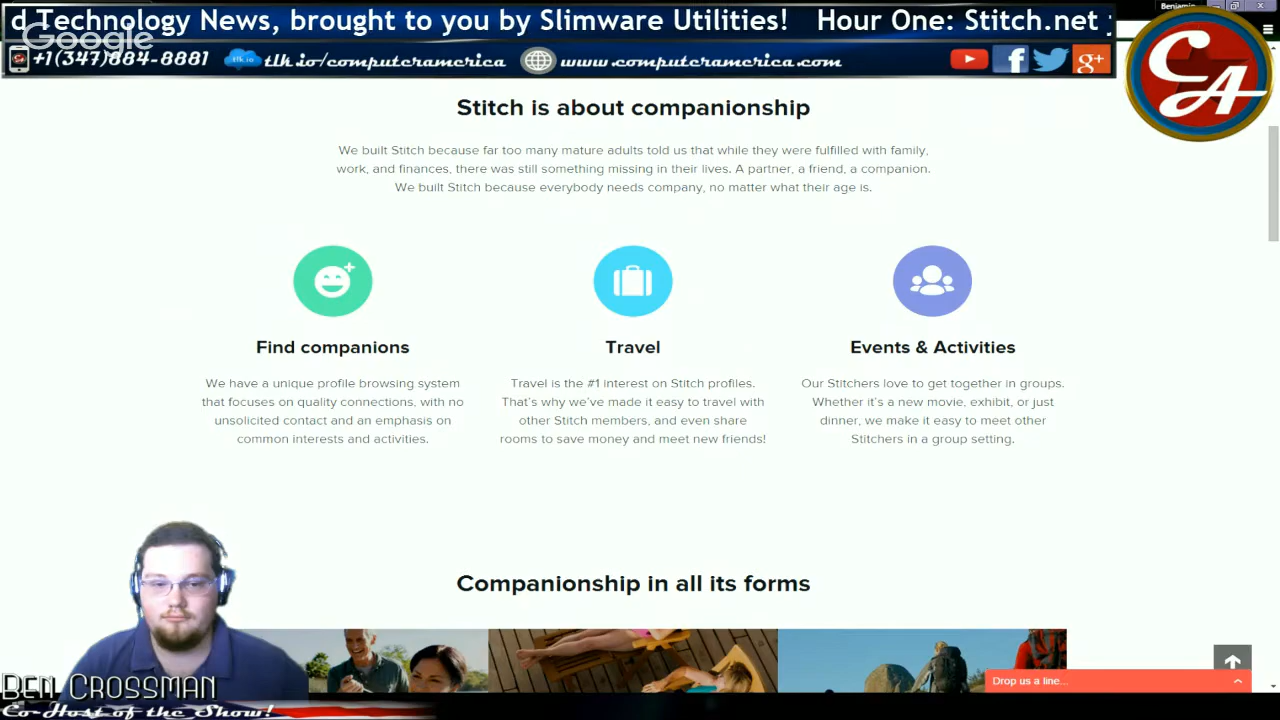 d Technology News, brought to you by Slimware Utilities! Hour One: Stitch.net
Benjamin
Google
+1(347)884-8881 tlk.io tlk.io/computeramerica www.computeramerica.com f g+
CA
Stitch is about companionship
We built Stitch because far too many mature adults told us that while they were fulfilled with family,
work, and finances, there was still something missing in their lives. A partner, a friend, a companion.
We built Stitch because everybody needs company, no matter what their age is.
Find companions
We have a unique profile browsing system
that focuses on quality connections, with no
unsolicited contact and an emphasis on
common interests and activities.
Travel
Travel is the #1 interest on Stitch profiles.
That's why we've made it easy to travel with
other Stitch members, and even share
rooms to save money and meet new friends!
Events & Activities
Our Stitchers love to get together in groups.
Whether it's a new movie, exhibit, or just
dinner, we make it easy to meet other
Stitchers in a group setting.
Companionship in all its forms
Drop us a line...
Ben Crossman
Co-Host of the Show!